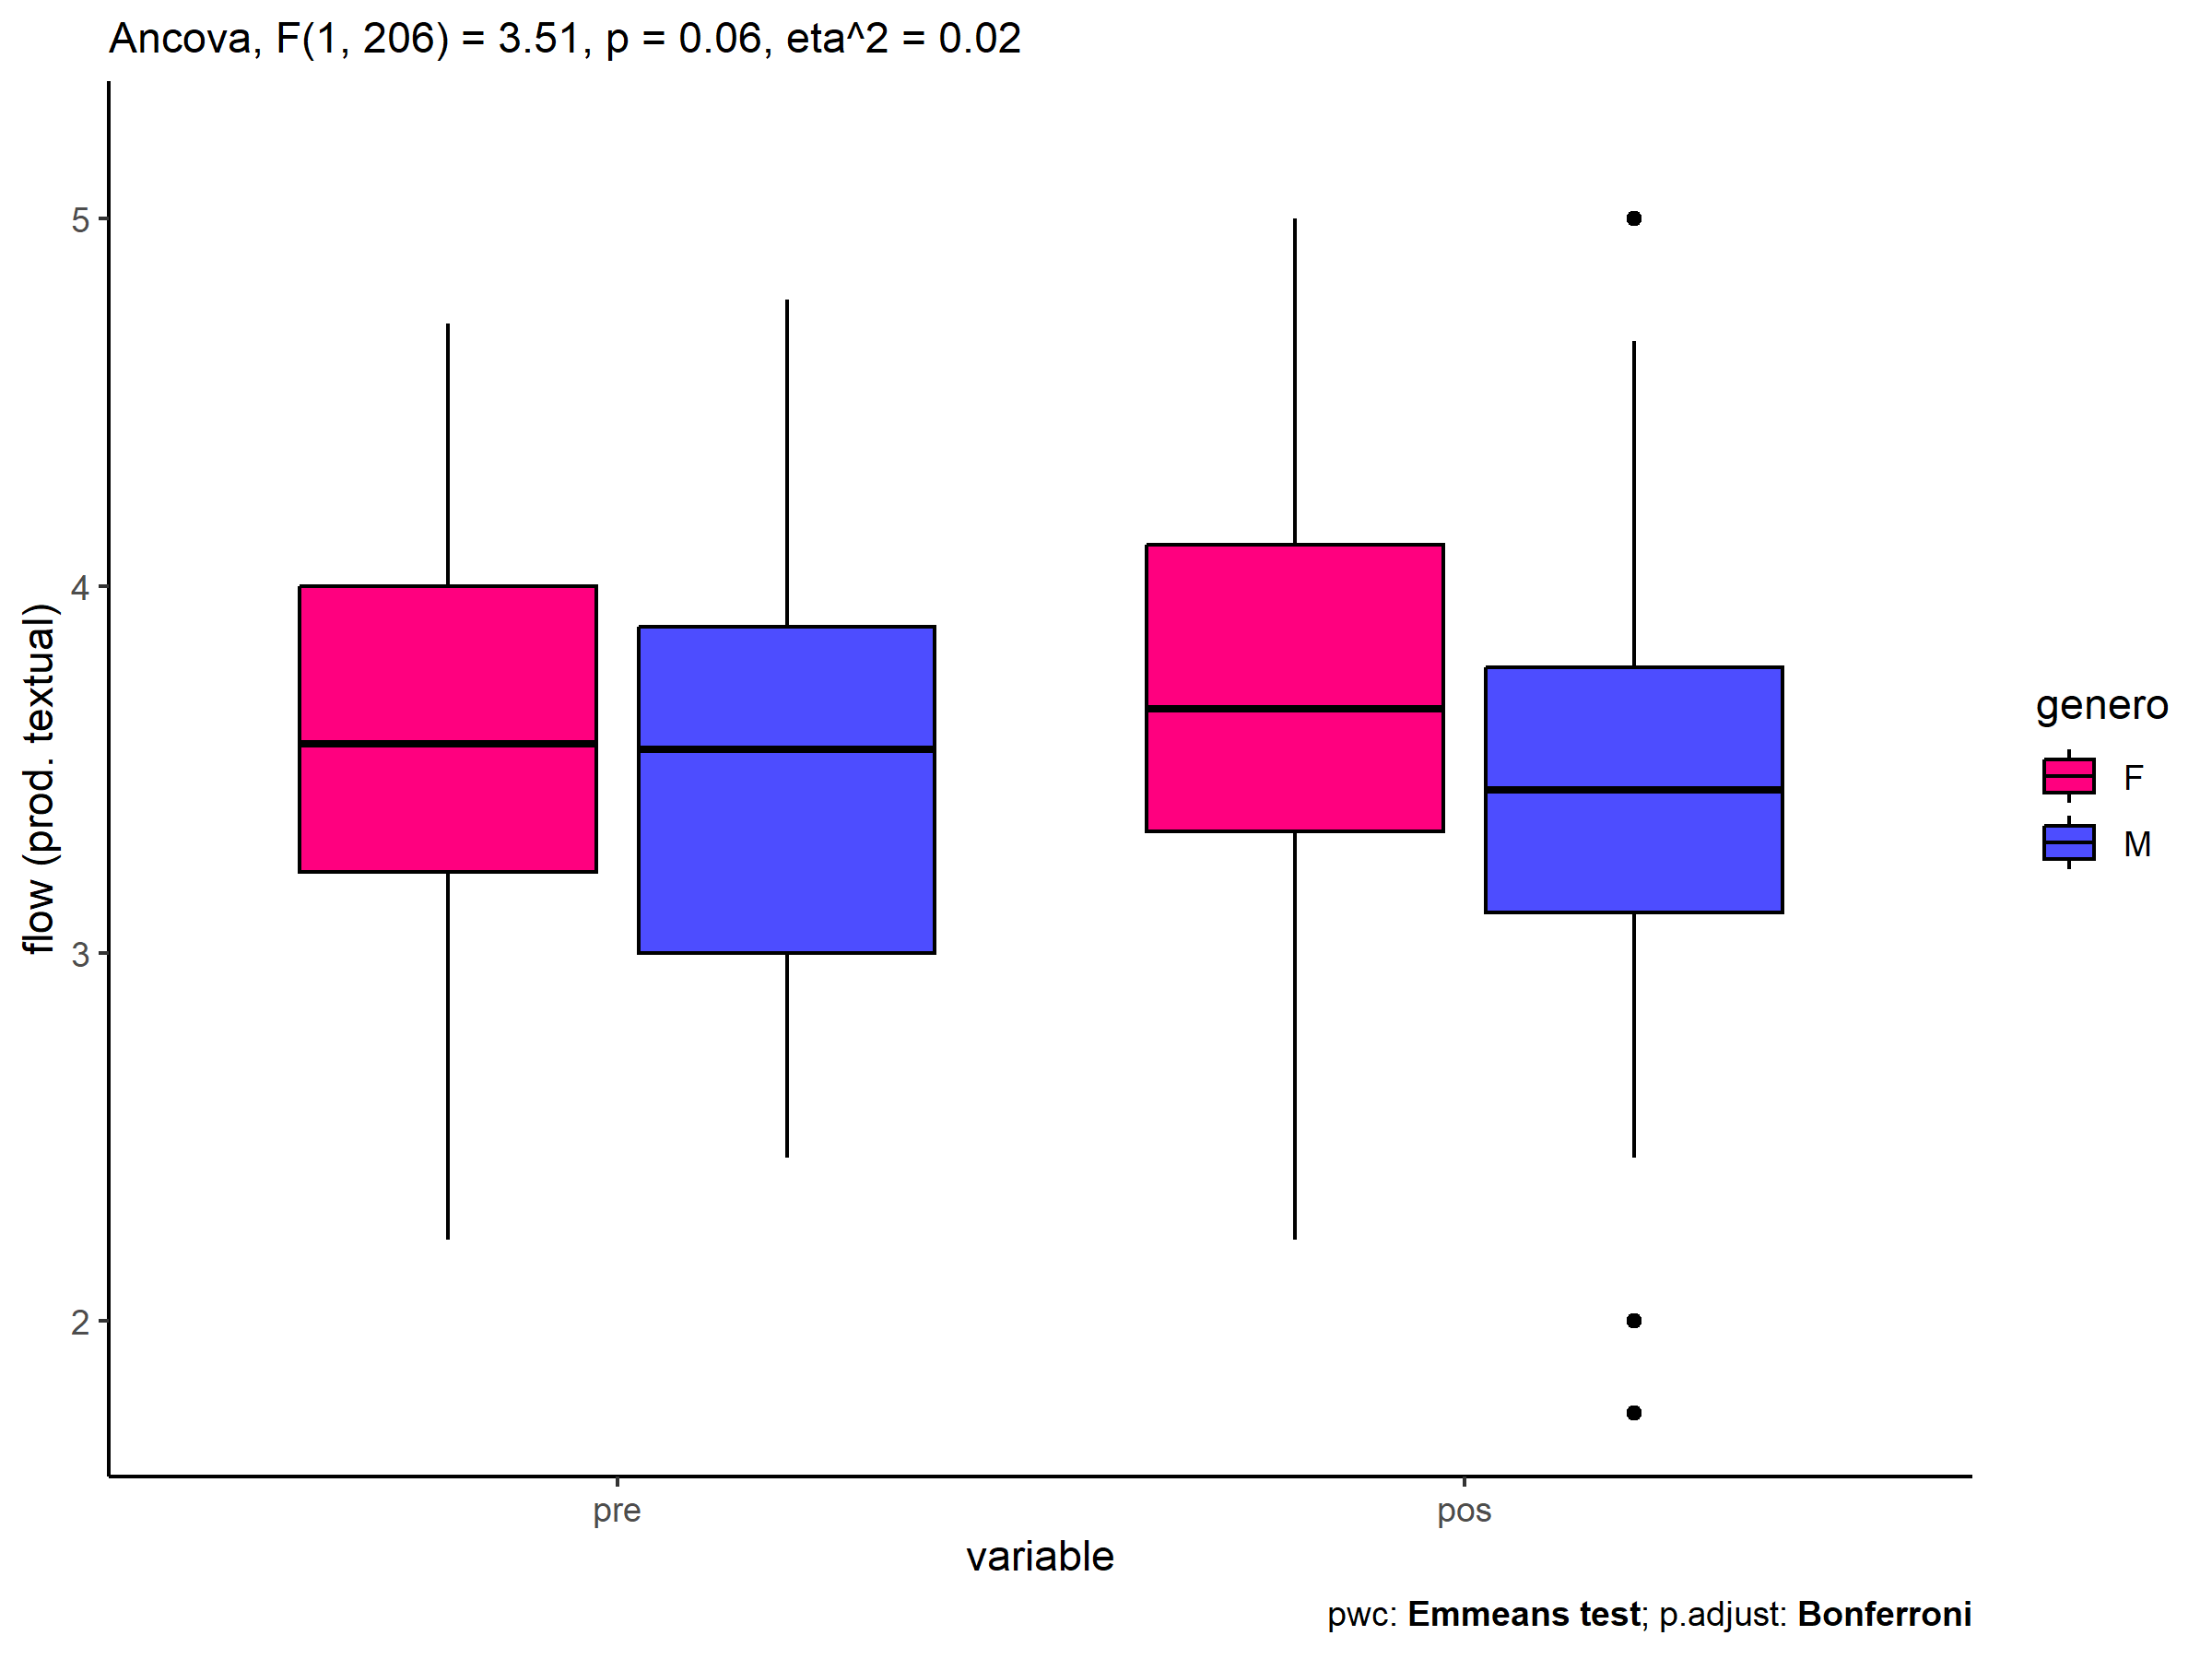 Ancova, F(1, 206) = 3.51, p = 0.06, eta^2 = 0.02
flow (prod. textual)
5
4
3
2
pre
pos
variable
genero
F
M
pwc: Emmeans test; p.adjust: Bonferroni